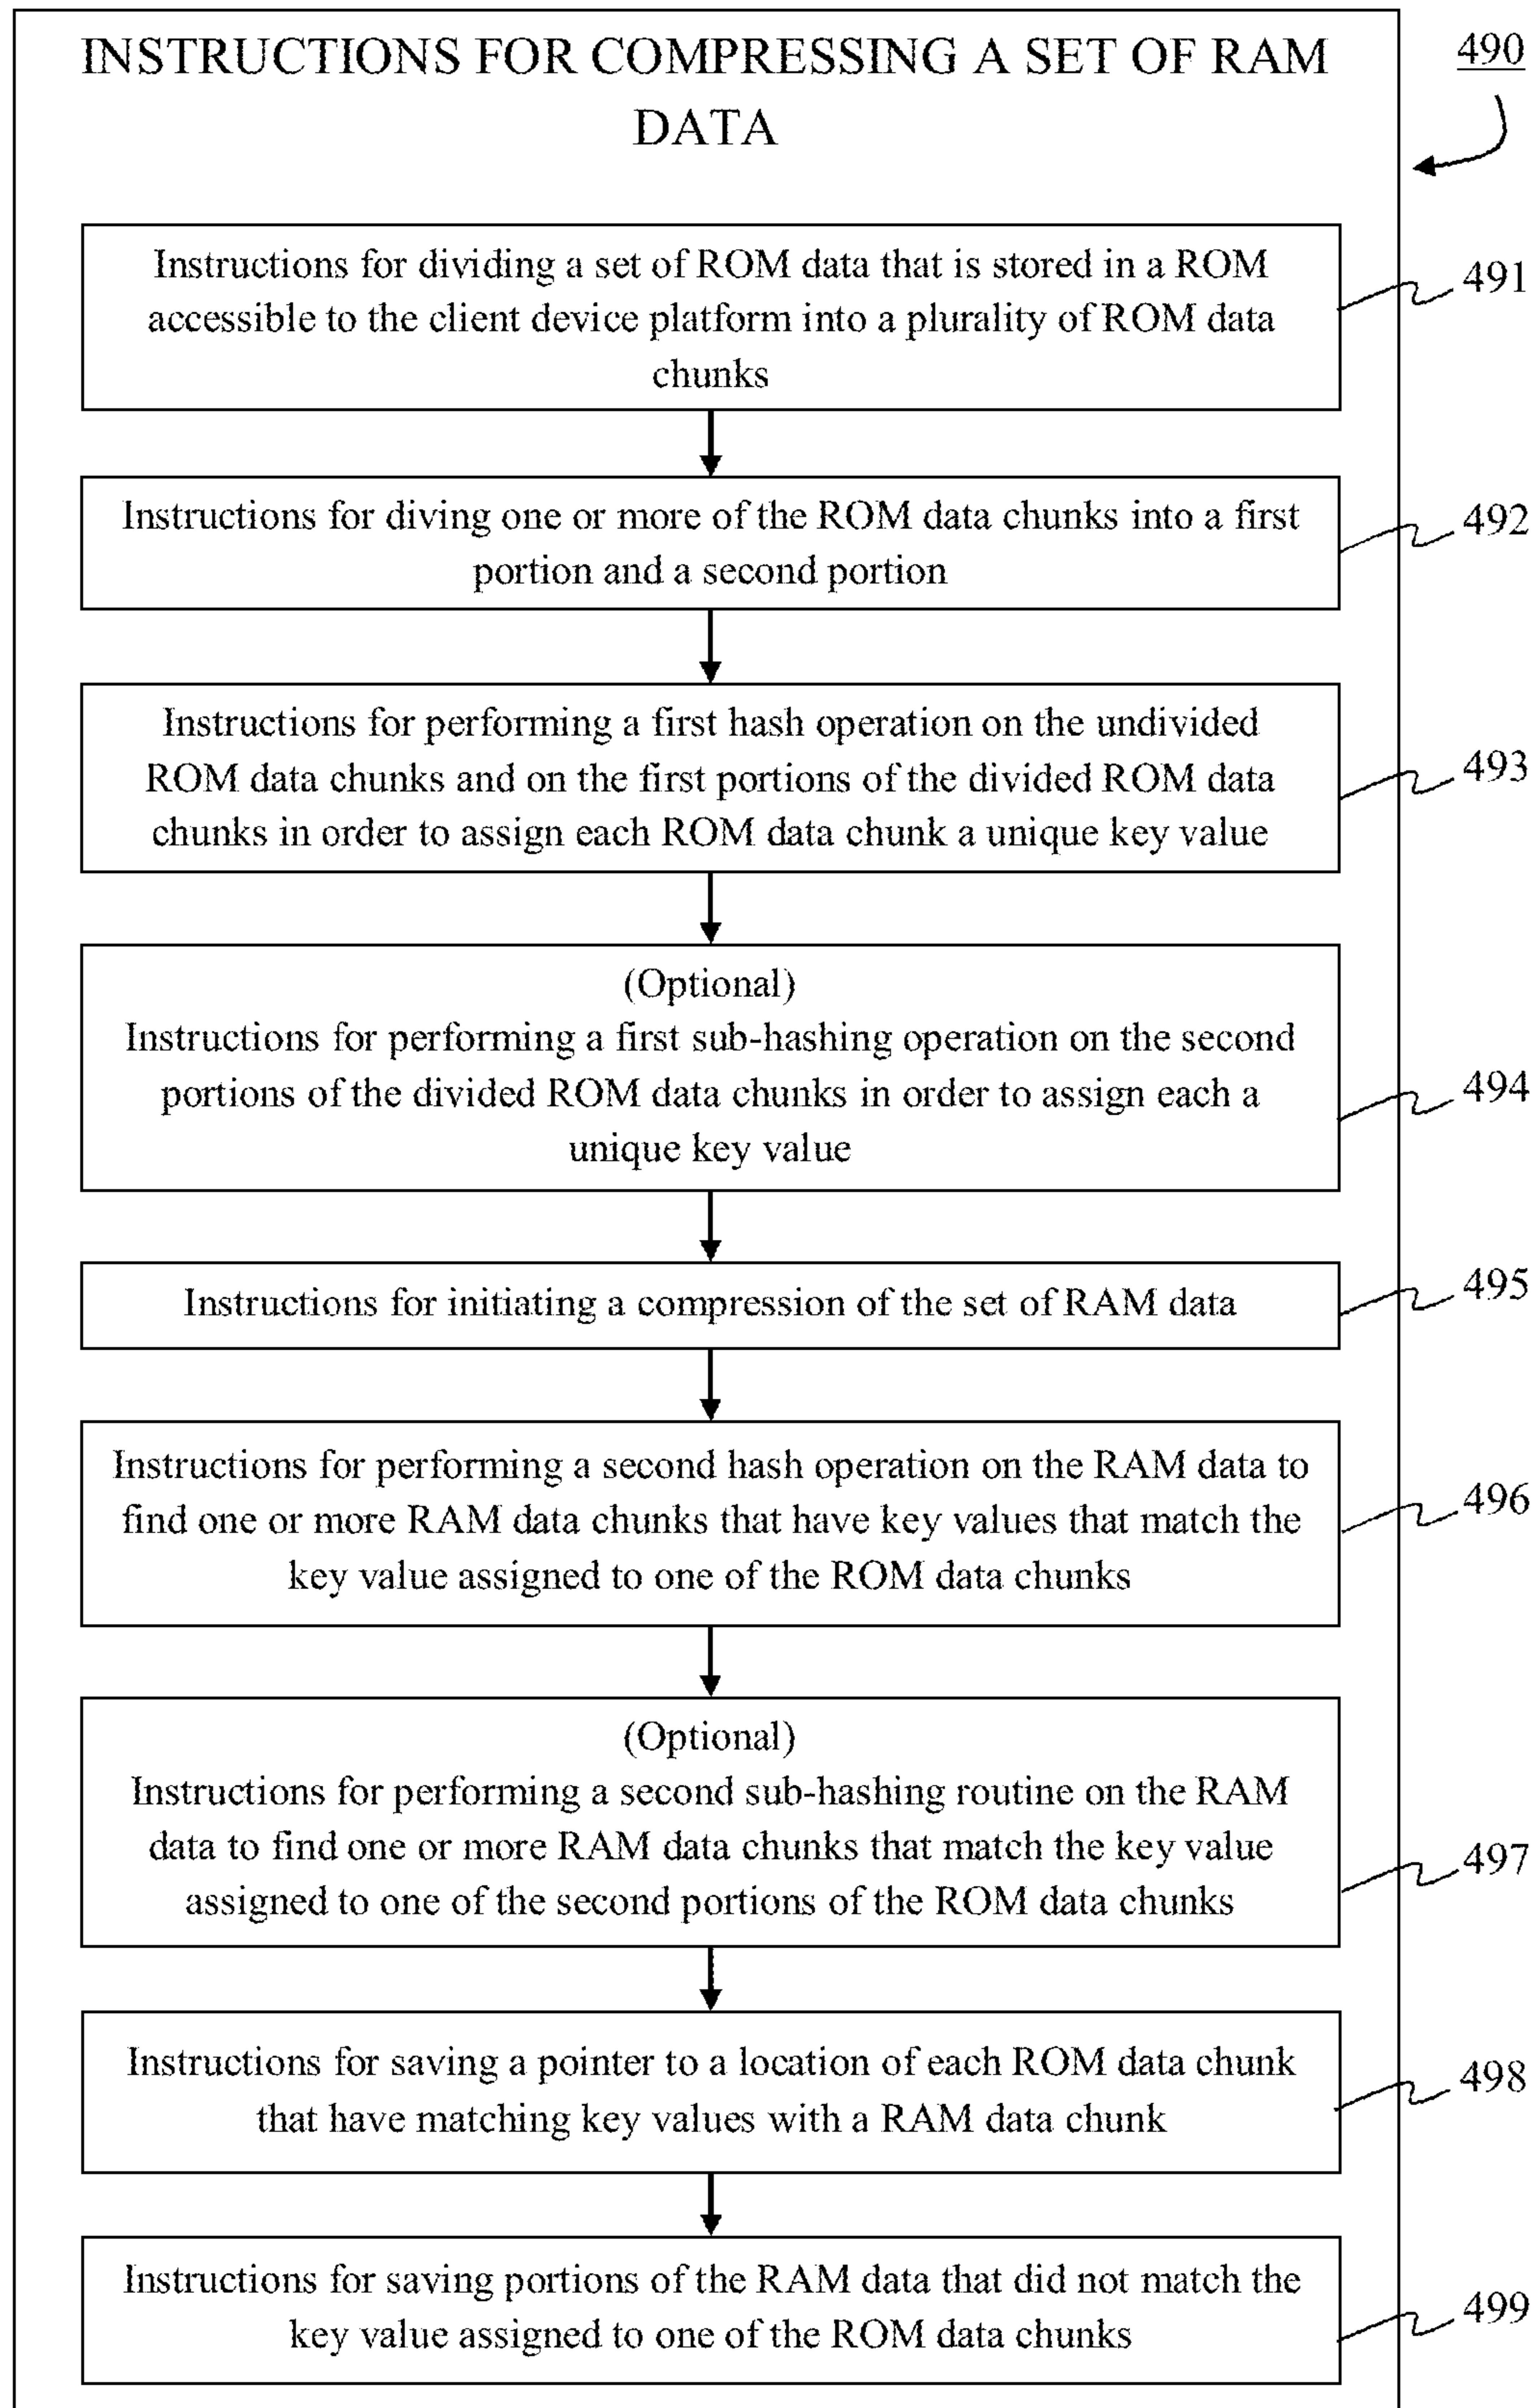 INSTRUCTIONS FOR COMPRESSING A SET OF RAM
DATA
490
Instructions for dividing a set of ROM data that is stored in a ROM
accessible to the client device platform into a plurality of ROM data
chunks
491
Instructions for diving one or more of the ROM data chunks into a first
portion and a second portion
492
Instructions for performing a first hash operation on the undivided
ROM data chunks and on the first portions of the divided ROM data
chunks in order to assign each ROM data chunk a unique key value
493
(Optional)
Instructions for performing a first sub-hashing operation on the second
portions of the divided ROM data chunks in order to assign each a
unique key value
494
Instructions for initiating a compression of the set of RAM data
495
Instructions for performing a second hash operation on the RAM data to
find one or more RAM data chunks that have key values that match the
key value assigned to one of the ROM data chunks
496
(Optional)
Instructions for performing a second sub-hashing routine on the RAM
data to find one or more RAM data chunks that match the key value
assigned to one of the second portions of the ROM data chunks
497
Instructions for saving a pointer to a location of each ROM data chunk
that have matching key values with a RAM data chunk
498
Instructions for saving portions of the RAM data that did not match the
key value assigned to one of the ROM data chunks
499